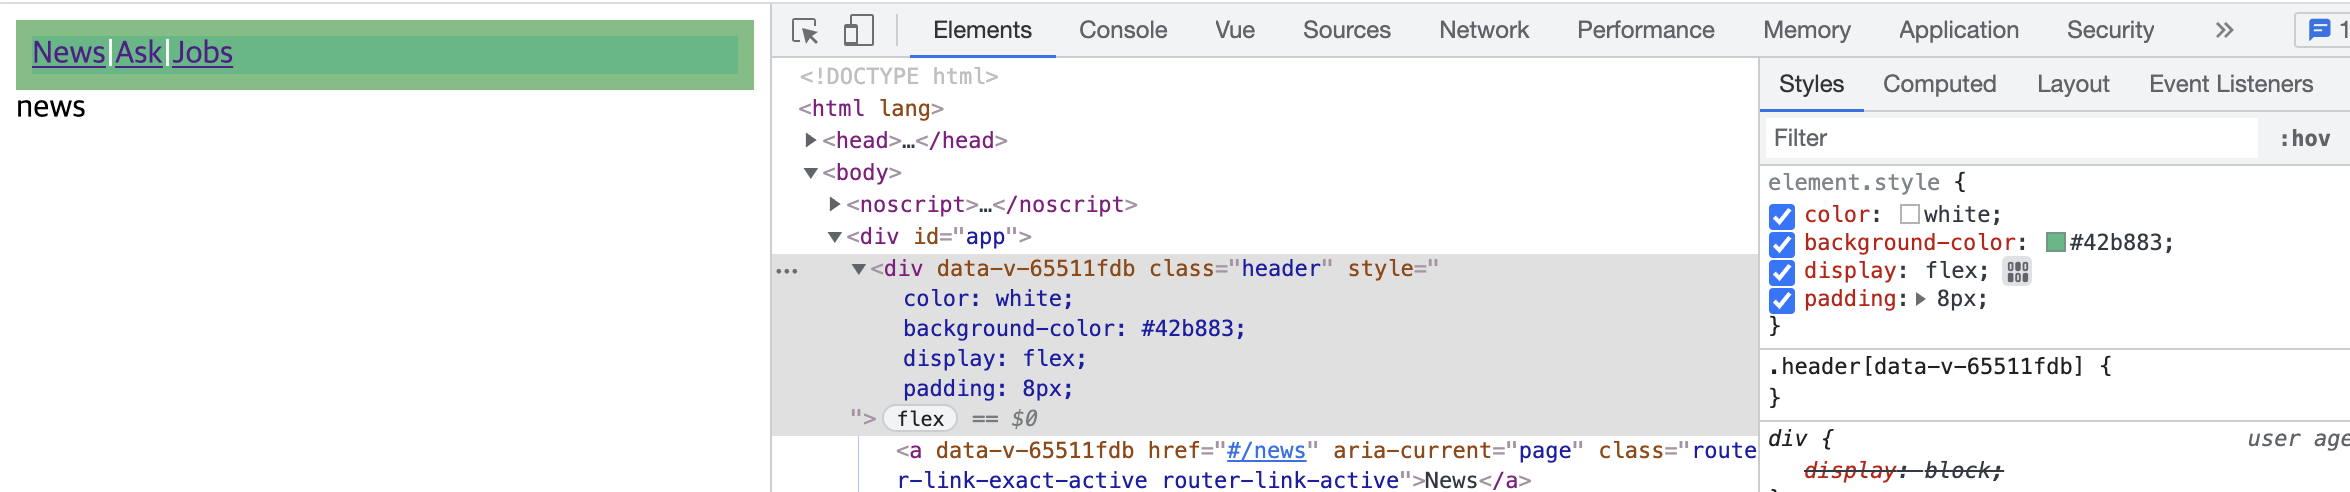 News|Ask|Jobs
news
Elements Console Vue Sources Network Performance Memory Application Security » 1
<!DOCTYPE html>
<html lang>
▶<head>…</head>
▼<body>
▶<noscript>…</noscript>
▼<div id="app">
… ▼<div data-v-65511fdb class="header" style="
color: white;
background-color: #42b883;
display: flex;
padding: 8px;
"> flex == $0
<a data-v-65511fdb href="#/news" aria-current="page" class="route
r-link-exact-active router-link-active">News</a>
Styles Computed Layout Event Listeners
Filter :hov
element.style {
color: white;
background-color: #42b883;
display: flex;
padding:▶ 8px;
}
.header[data-v-65511fdb] {
}
div { user age
display: block;